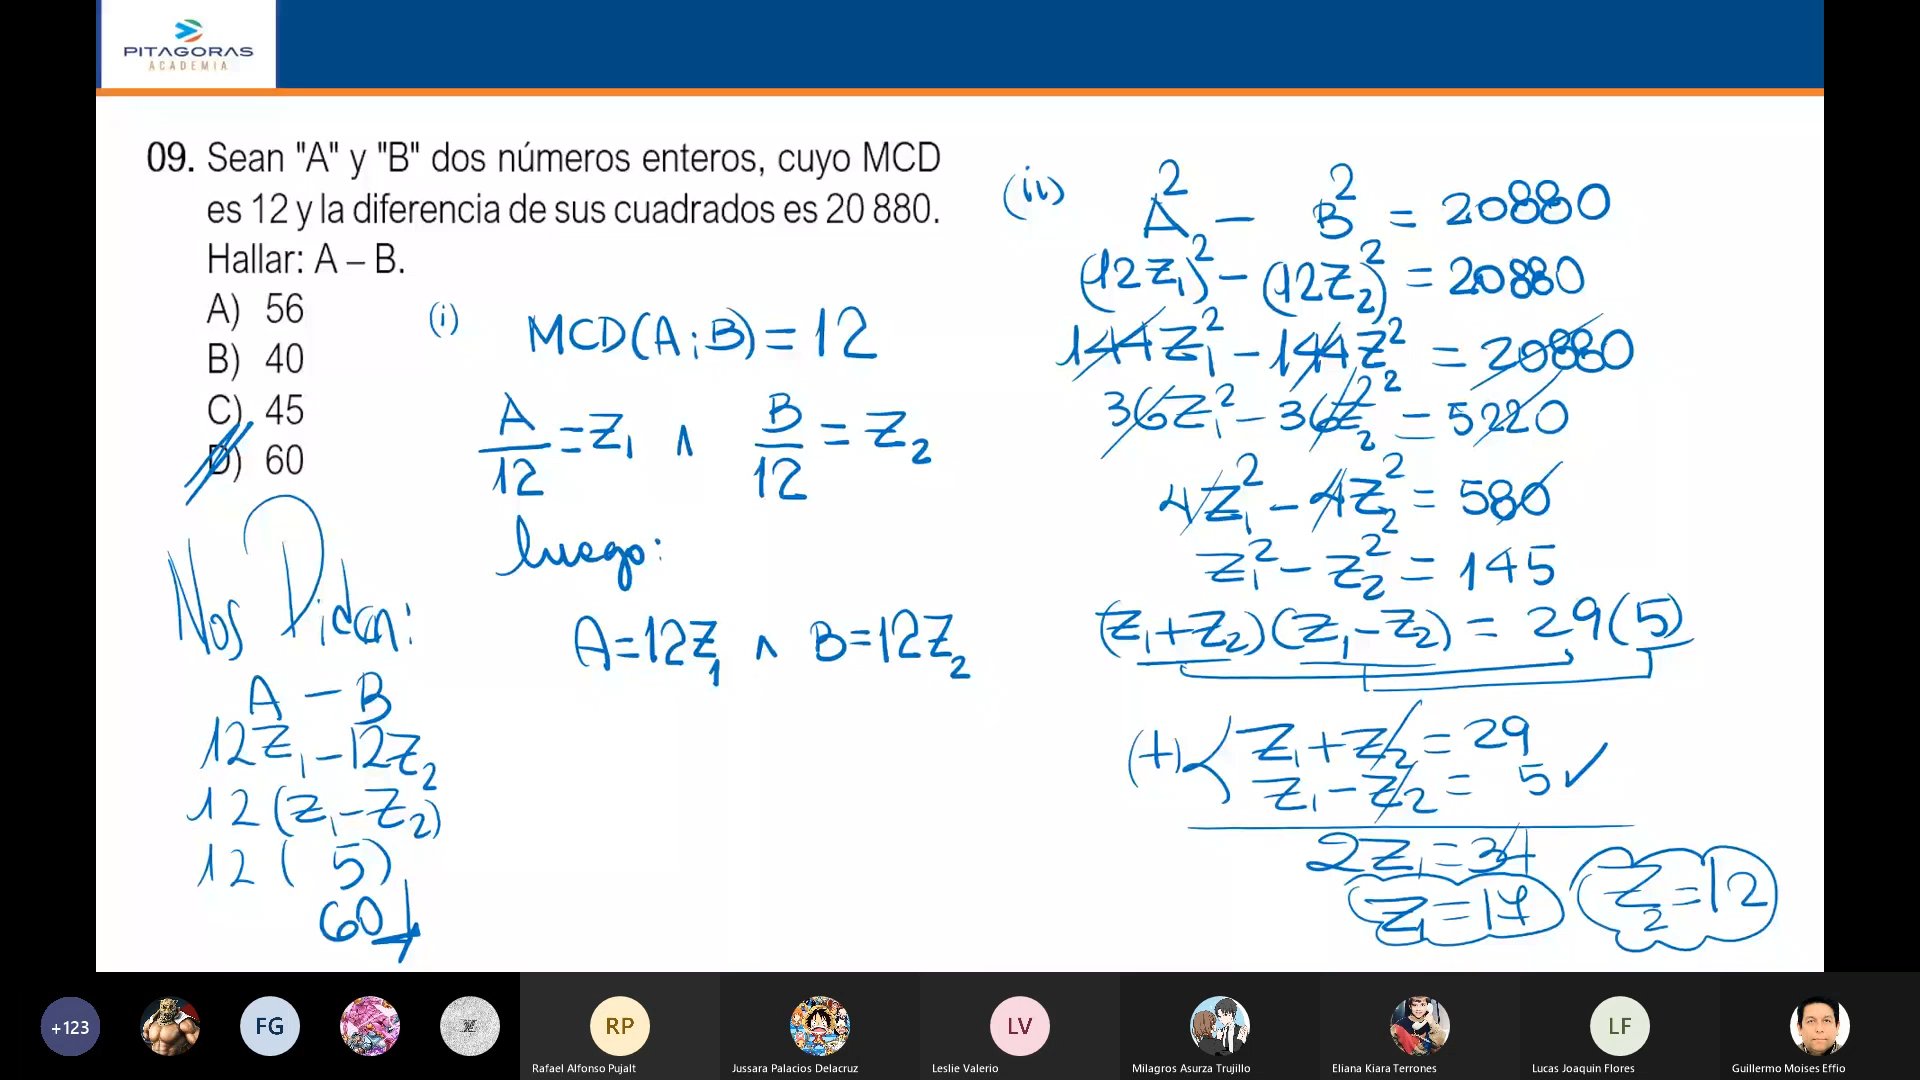 PITAGORAS
ACADEMIA
09. Sean "A" y "B" dos números enteros, cuyo MCD
es 12 y la diferencia de sus cuadrados es 20 880.
Hallar: A – B.
A) 56
B) 40
C) 45
D) 60
Nos Piden:
A – B
12Z₁ – 12Z₂
12(Z₁ – Z₂)
12( 5)
60
(i) MCD(A;B) = 12
A/12 = Z₁ ∧ B/12 = Z₂
luego:
A=12Z₁ ∧ B=12Z₂
(ii) A² – B² = 20880
(12Z₁)² – (12Z₂)² = 20880
144Z₁² – 144Z² = 20880
36Z₁² – 36Z₂² = 5220
4Z₁² – 4Z₂² = 580
Z₁² – Z₂² = 145
(Z₁+Z₂)(Z₁–Z₂) = 29(5)
(+) Z₁+Z₂ = 29
Z₁–Z₂ = 5 ✓
2Z₁ = 34
Z₁ = 17
Z₂ = 12
+123
FG
RP
LV
LF
Rafael Alfonso Pujalt
Jussara Palacios Delacruz
Leslie Valerio
Milagros Asurza Trujillo
Eliana Kiara Terrones
Lucas Joaquin Flores
Guillermo Moises Effio